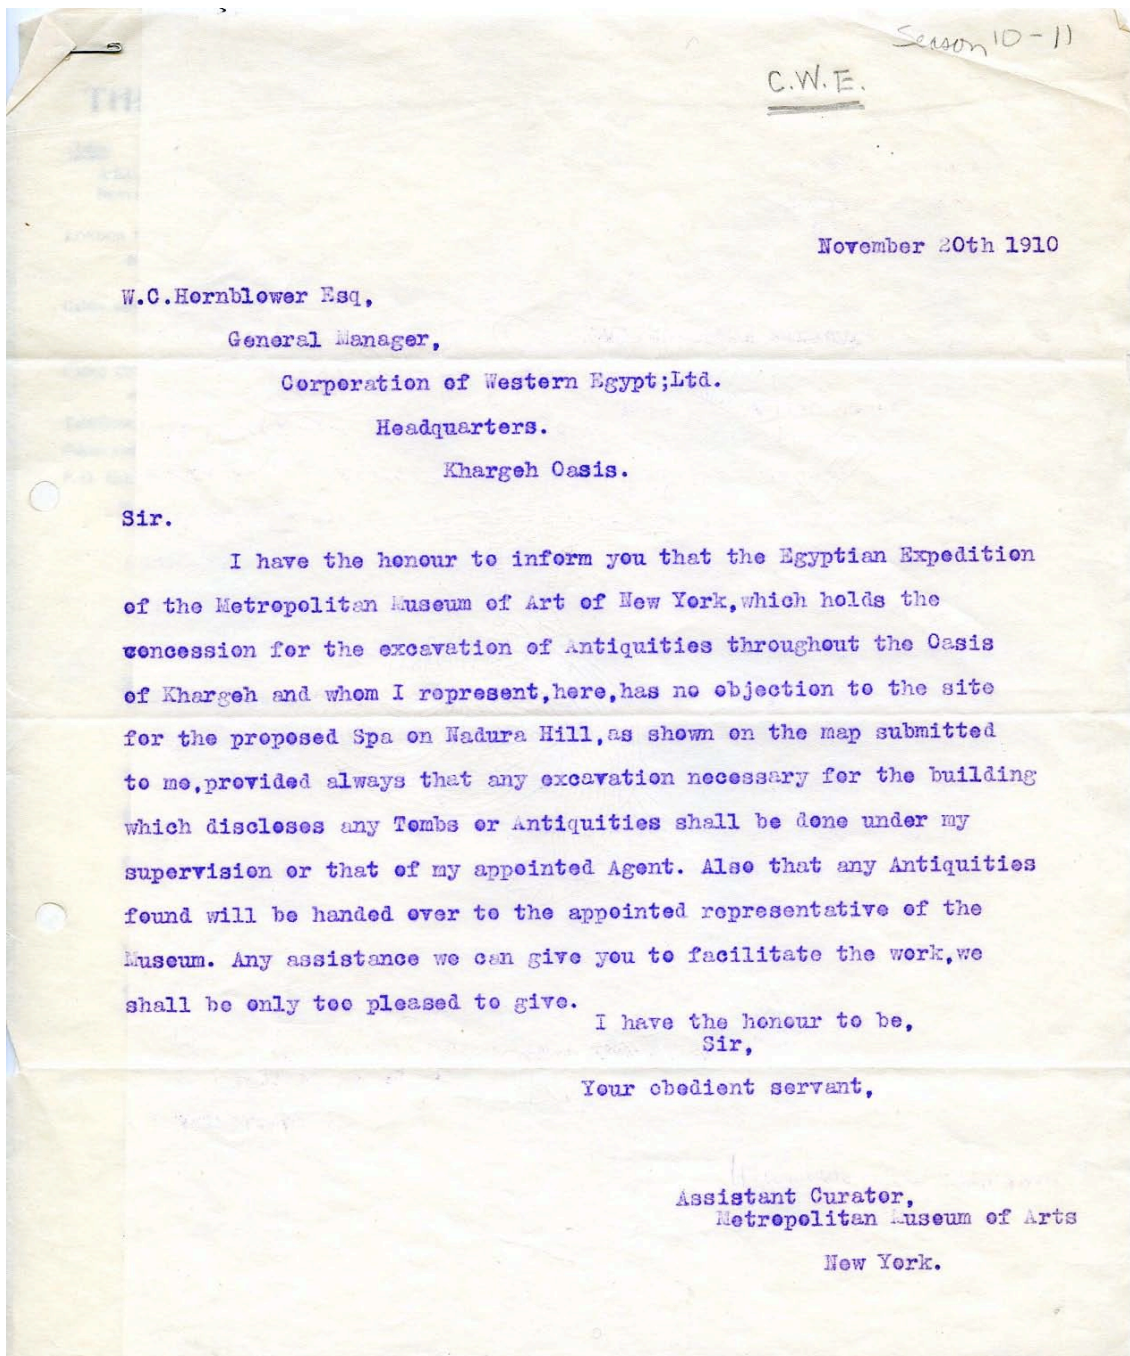 Season 10-11
C.W.E.
November 20th 1910
W.C.Hornblower Esq,
General Manager,
Corporation of Western Egypt;Ltd.
Headquarters.
Khargeh Oasis.
Sir.
I have the honour to inform you that the Egyptian Expedition
of the Metropolitan Museum of Art of New York,which holds the
concession for the excavation of Antiquities throughout the Oasis
of Khargeh and whom I represent,here,has no objection to the site
for the proposed Spa on Nadura Hill,as shown on the map submitted
to me,provided always that any excavation necessary for the building
which discloses any Tombs or Antiquities shall be done under my
supervision or that of my appointed Agent. Also that any Antiquities
found will be handed over to the appointed representative of the
Museum. Any assistance we can give you to facilitate the work,we
shall be only too pleased to give.
I have the honour to be,
Sir,
Your obedient servant,
Assistant Curator,
Metropolitan Museum of Arts
New York.